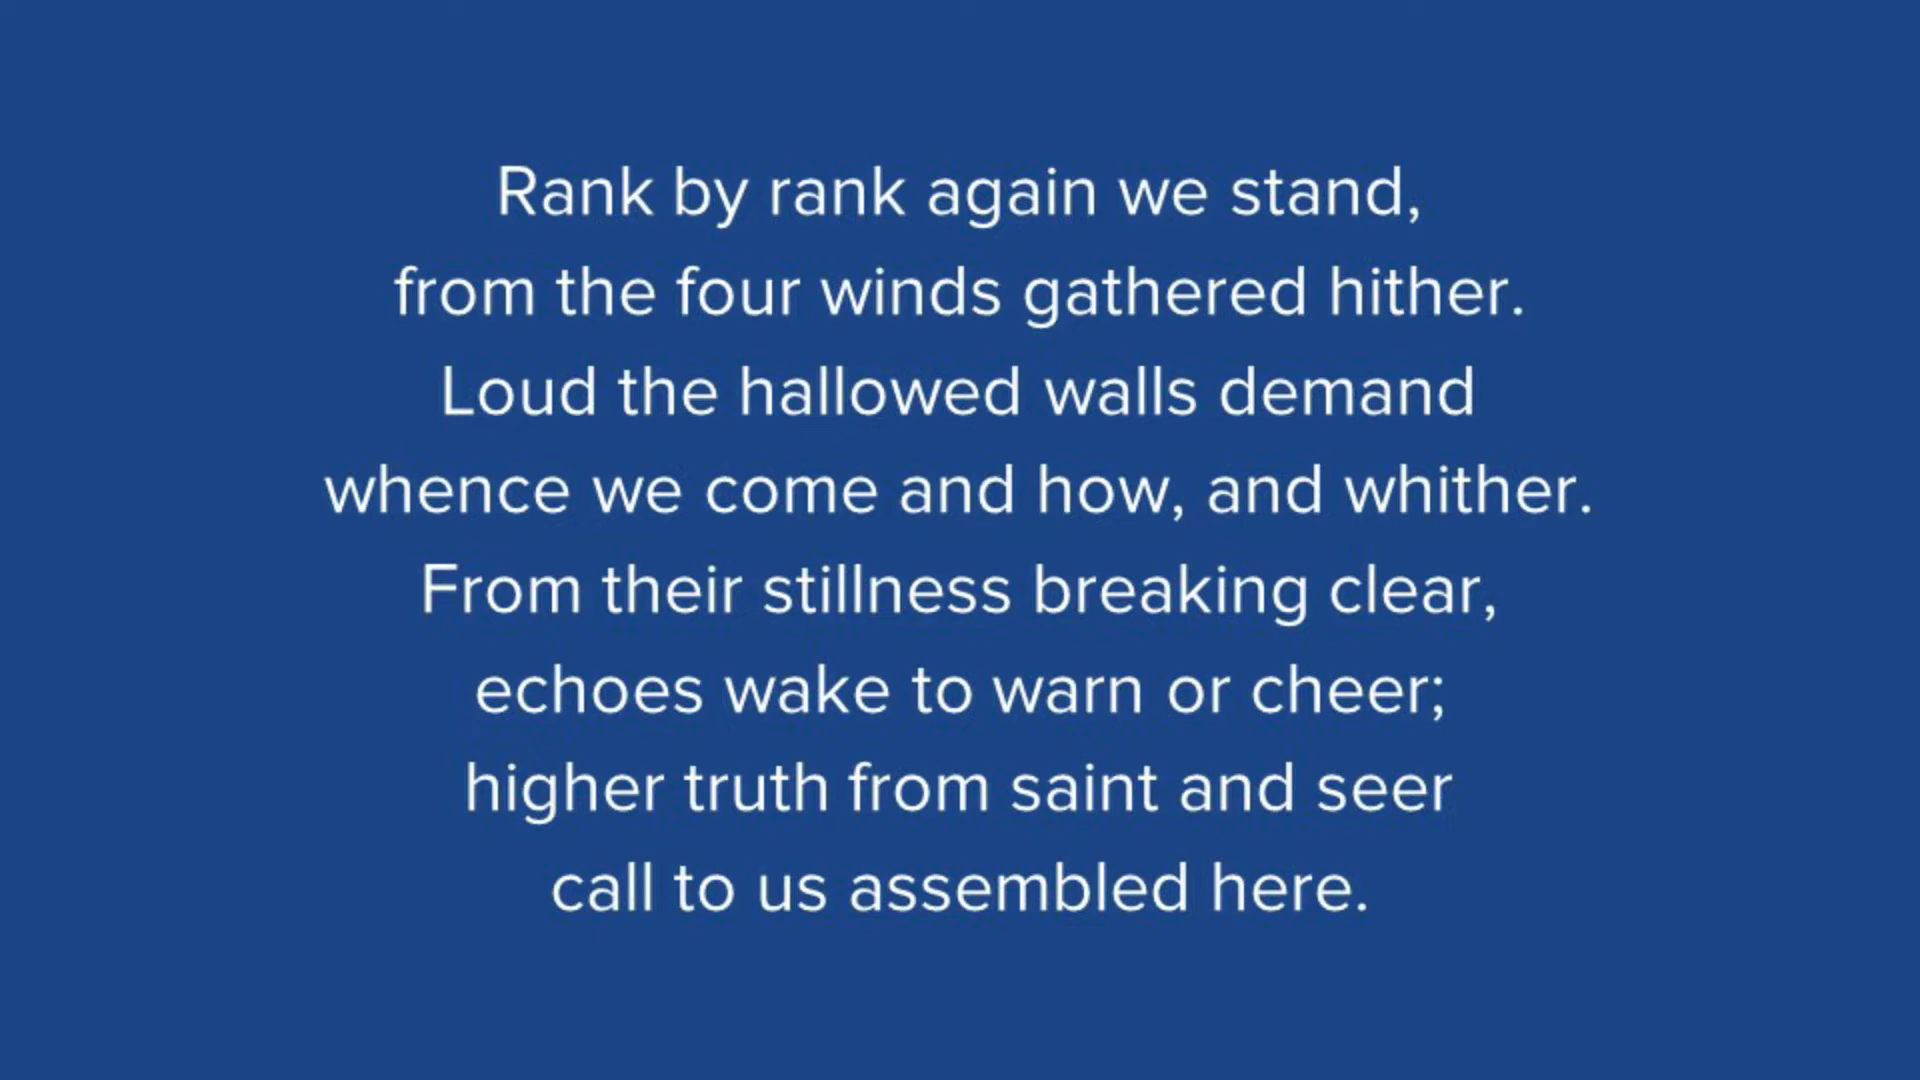 Rank by rank again we stand,
from the four winds gathered hither.
Loud the hallowed walls demand
whence we come and how, and whither.
From their stillness breaking clear,
echoes wake to warn or cheer;
higher truth from saint and seer
call to us assembled here.